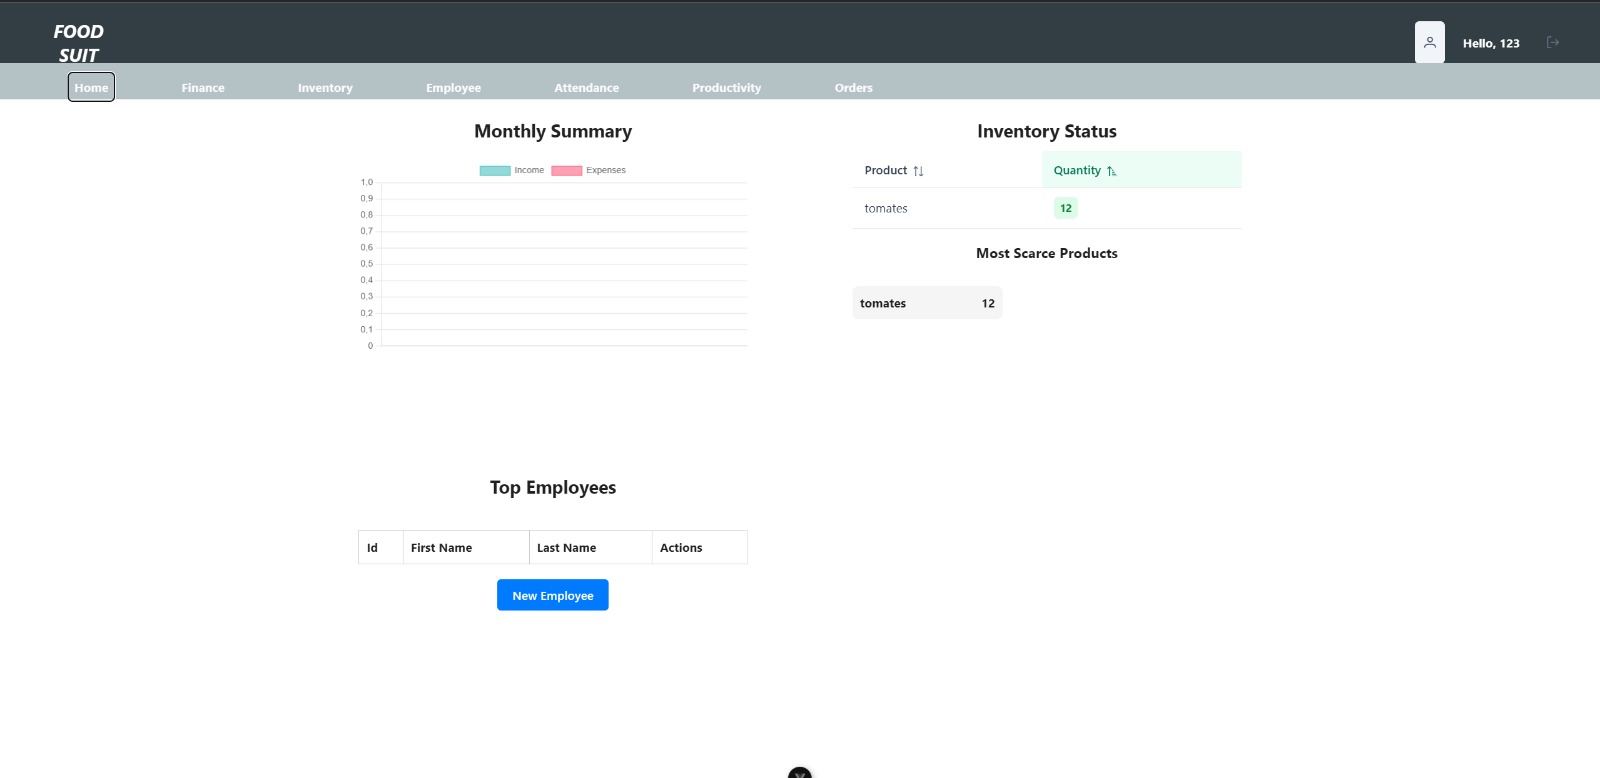 FOOD
SUIT
Hello, 123
Home Finance Inventory Employee Attendance Productivity Orders
Monthly Summary
Income Expenses
1,0
0,9
0,8
0,7
0,6
0,5
0,4
0,3
0,2
0,1
0
Inventory Status
Product Quantity
tomates 12
Most Scarce Products
tomates 12
Top Employees
Id First Name Last Name Actions
New Employee